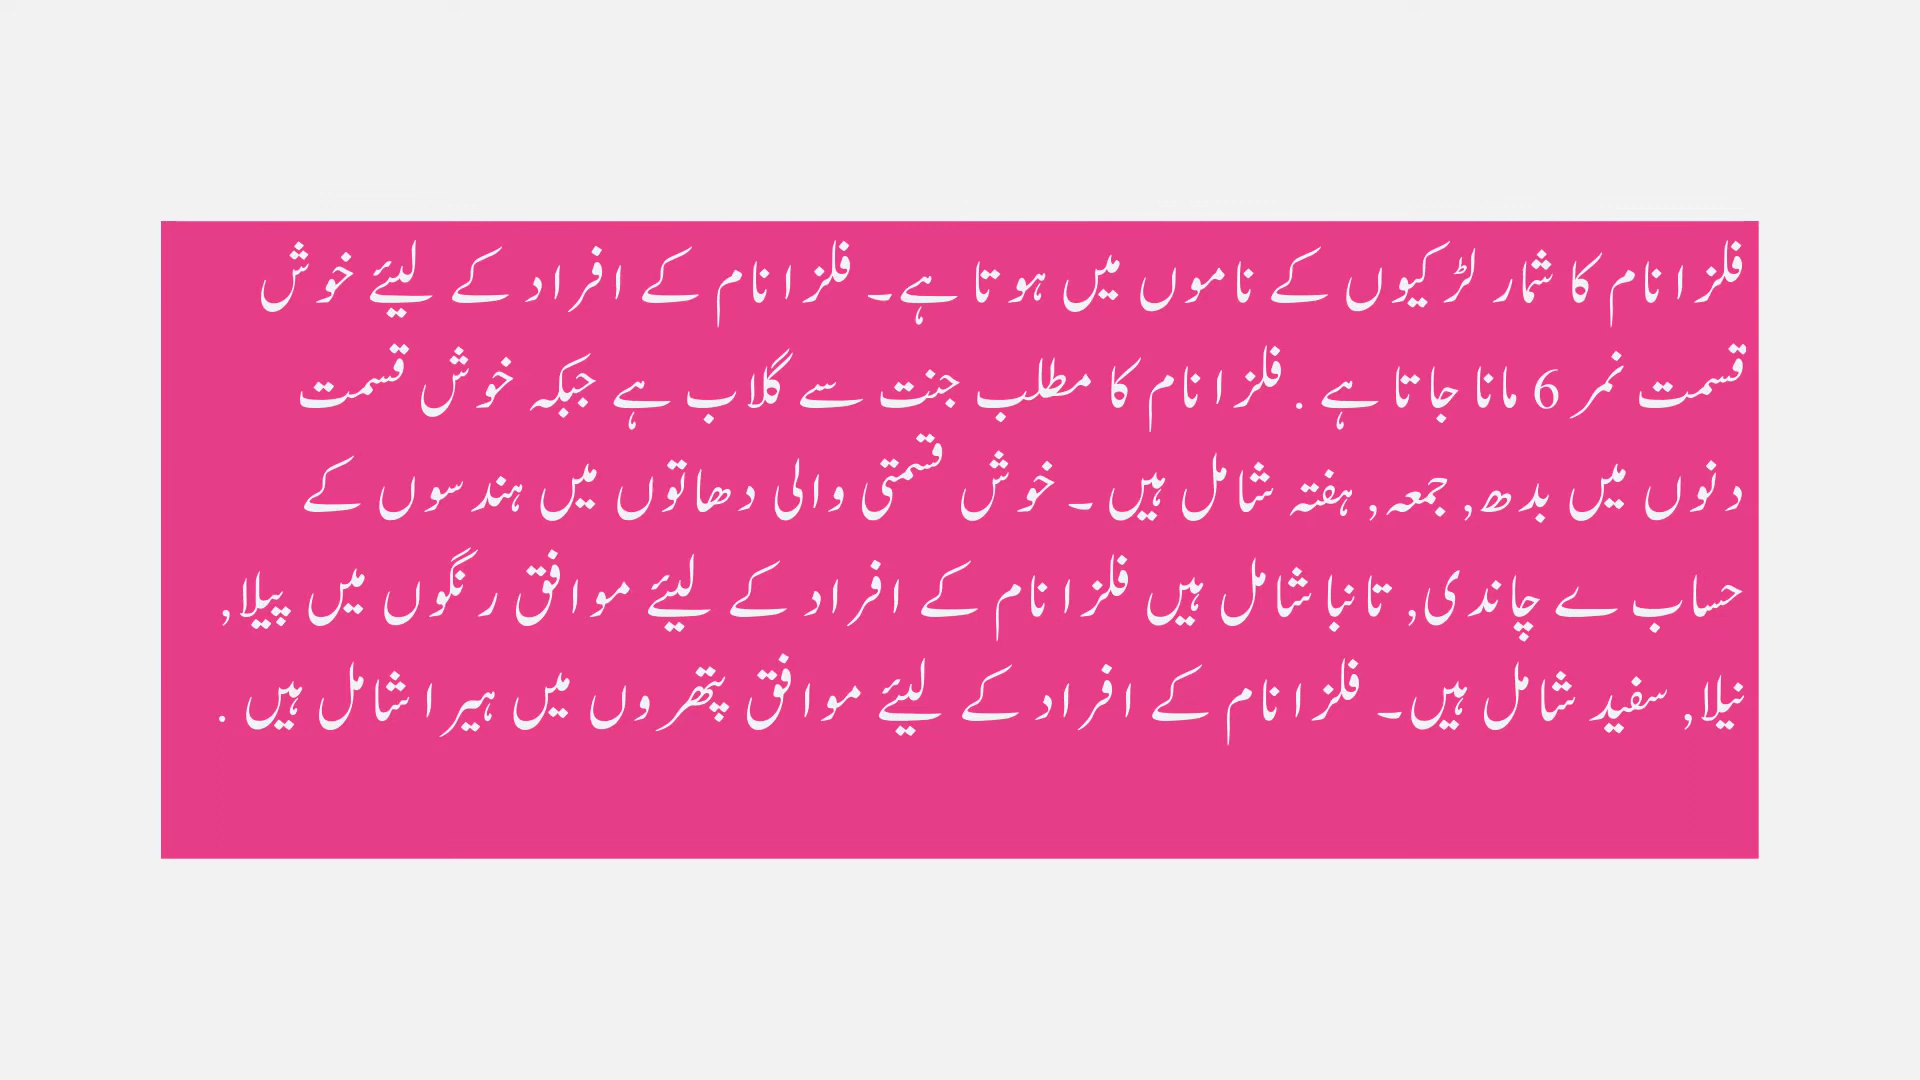 فلزا نام کا شمار لڑکیوں کے ناموں میں ہوتا ہے۔ فلزا نام کے افراد کے لیئے خوش
قسمت نمر 6 مانا جاتا ہے . فلزا نام کا مطلب جنت سے گلاب ہے جبکہ خوش قسمت
دنوں میں بدھ, جمعہ, ہفتہ شامل ہیں ۔ خوش قسمتی والی دھاتوں میں ہندسوں کے
حساب ے چاندی, تانبا شامل ہیں فلزا نام کے افراد کے لیئے موافق رنگوں میں پیلا,
نیلا, سفید شامل ہیں۔ فلزا نام کے افراد کے لیئے موافق پتھروں میں ہیرا شامل ہیں .